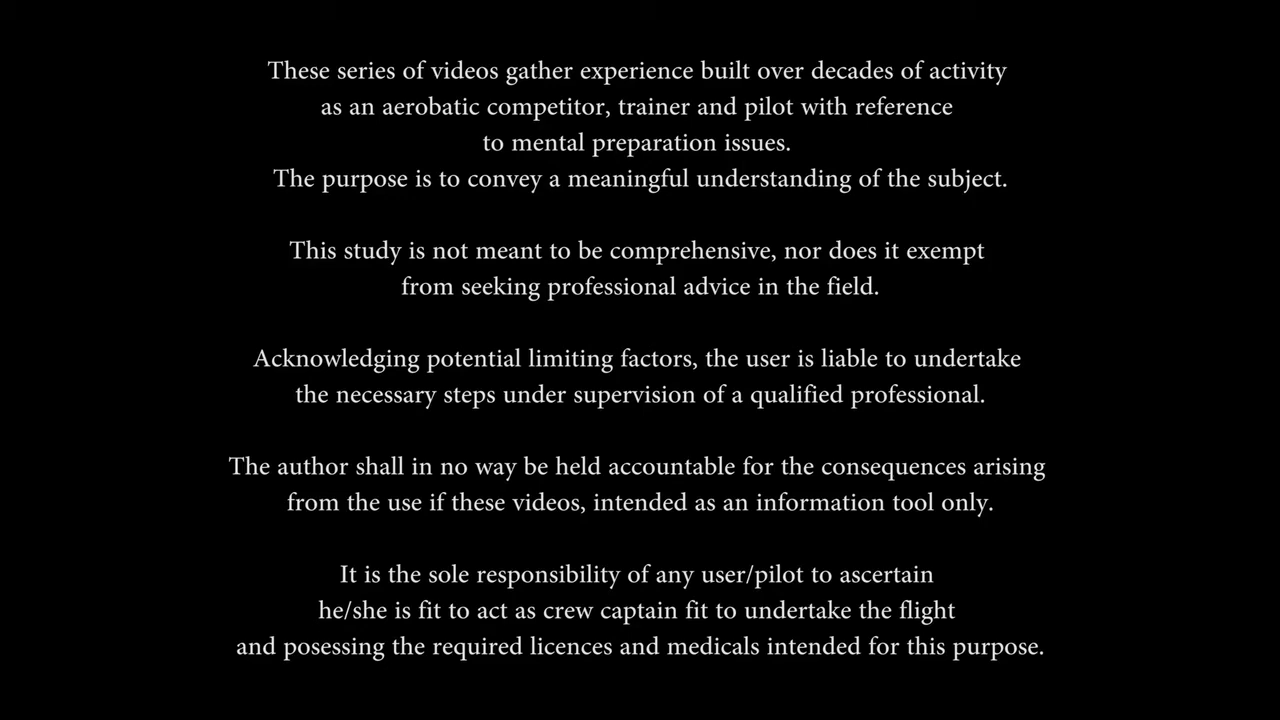 These series of videos gather experience built over decades of activity
as an aerobatic competitor, trainer and pilot with reference
to mental preparation issues.
The purpose is to convey a meaningful understanding of the subject.
This study is not meant to be comprehensive, nor does it exempt
from seeking professional advice in the field.
Acknowledging potential limiting factors, the user is liable to undertake
the necessary steps under supervision of a qualified professional.
The author shall in no way be held accountable for the consequences arising
from the use if these videos, intended as an information tool only.
It is the sole responsibility of any user/pilot to ascertain
he/she is fit to act as crew captain fit to undertake the flight
and posessing the required licences and medicals intended for this purpose.